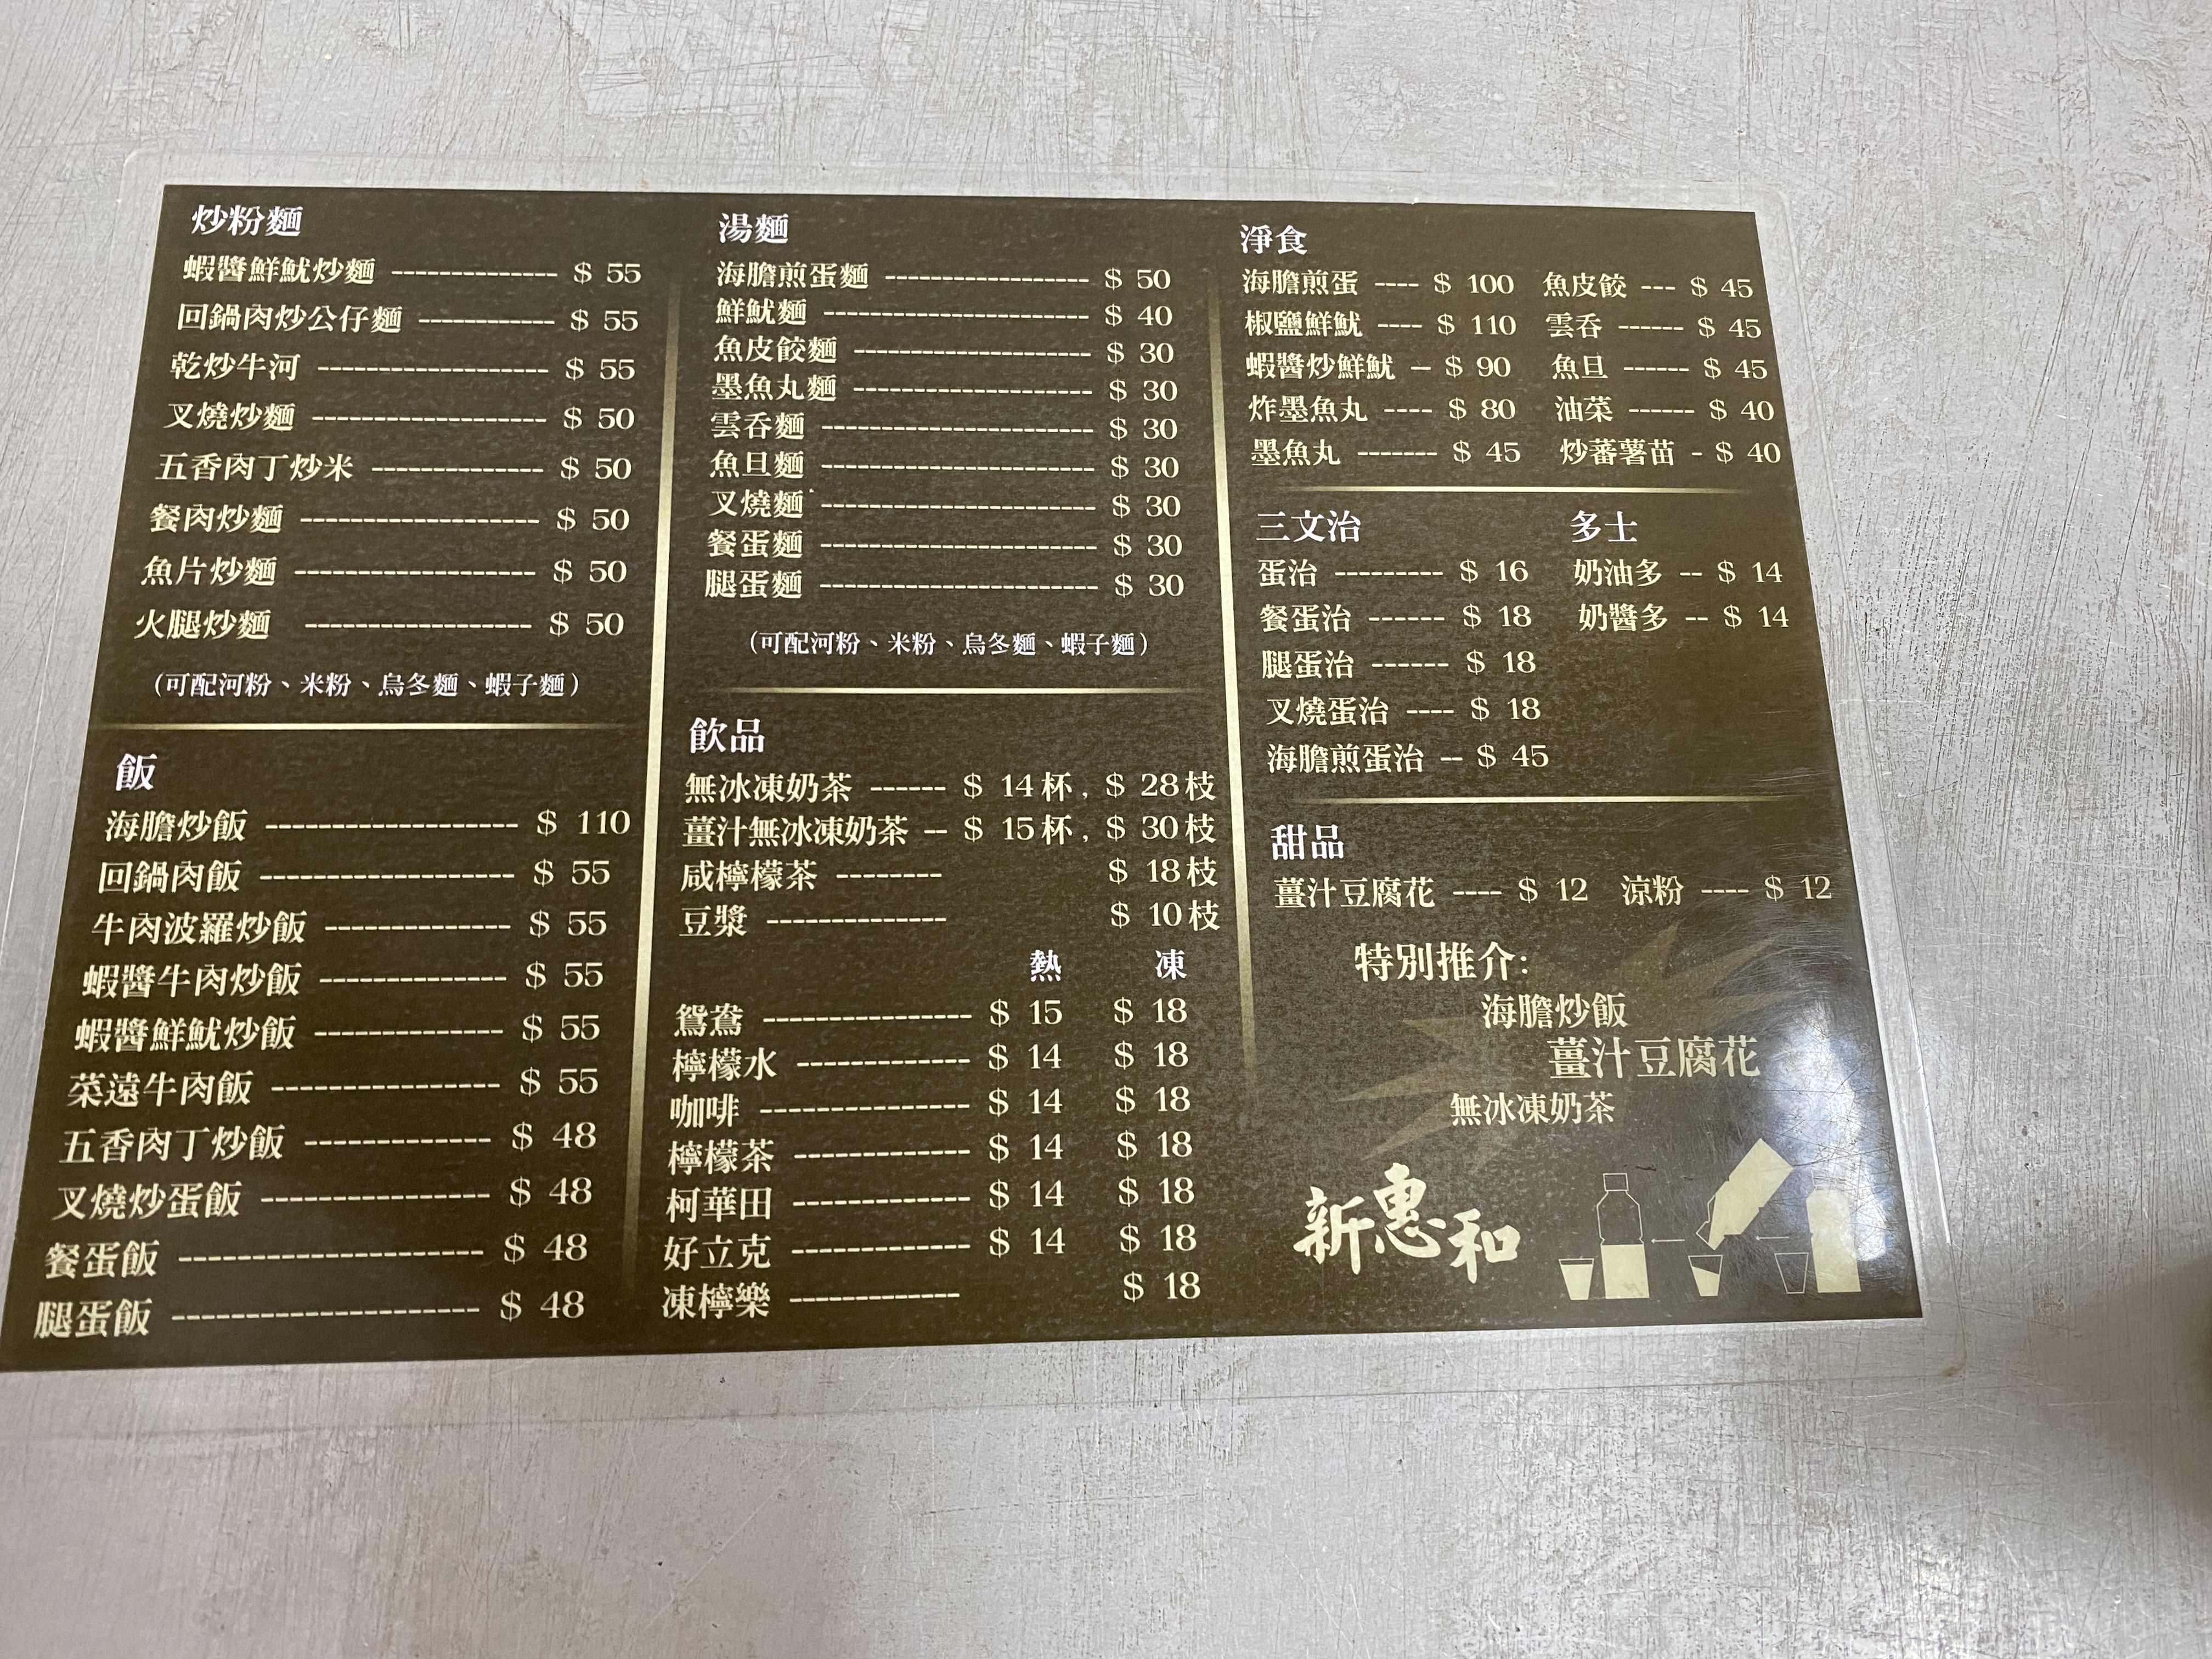 炒粉麵
蝦醬鮮魷炒麵 -------------- $ 55
回鍋肉炒公仔麵 ------------ $ 55
乾炒牛河 -------------------- $ 55
叉燒炒麵 --------------------- $ 50
五香肉丁炒米 --------------- $ 50
餐肉炒麵 --------------------- $ 50
魚片炒麵 --------------------- $ 50
火腿炒麵 -------------------- $ 50
(可配河粉、米粉、烏冬麵、蝦子麵)
飯
海膽炒飯 --------------------- $ 110
回鍋肉飯 --------------------- $ 55
牛肉波羅炒飯 --------------- $ 55
蝦醬牛肉炒飯 --------------- $ 55
蝦醬鮮魷炒飯 --------------- $ 55
菜遠牛肉飯 ------------------ $ 55
五香肉丁炒飯 --------------- $ 48
叉燒炒蛋飯 ------------------ $ 48
餐蛋飯 ------------------------ $ 48
腿蛋飯 ------------------------ $ 48
湯麵
海膽煎蛋麵 ------------------ $ 50
鮮魷麵 ------------------------ $ 40
魚皮餃麵 --------------------- $ 30
墨魚丸麵 --------------------- $ 30
雲吞麵 ------------------------ $ 30
魚旦麵 ------------------------ $ 30
叉燒麵 ------------------------ $ 30
餐蛋麵 ------------------------ $ 30
腿蛋麵 ------------------------ $ 30
(可配河粉、米粉、烏冬麵、蝦子麵)
飲品
無冰凍奶茶 ------ $ 14杯, $ 28枝
薑汁無冰凍奶茶 -- $ 15杯, $ 30枝
咸檸檬茶 -------- $ 18枝
豆漿 -------------- $ 10枝
熱 凍
鴛鴦 ----------------- $ 15 $ 18
檸檬水 -------------- $ 14 $ 18
咖啡 ----------------- $ 14 $ 18
檸檬茶 -------------- $ 14 $ 18
柯華田 -------------- $ 14 $ 18
好立克 -------------- $ 14 $ 18
凍檸樂 ------------- $ 18
淨食
海膽煎蛋 ---- $ 100 魚皮餃 --- $ 45
椒鹽鮮魷 ---- $ 110 雲吞 ------ $ 45
蝦醬炒鮮魷 -- $ 90 魚旦 ------ $ 45
炸墨魚丸 ---- $ 80 油菜 ------ $ 40
墨魚丸 ------- $ 45 炒蕃薯苗 - $ 40
三文治 多士
蛋治 --------- $ 16 奶油多 -- $ 14
餐蛋治 ------ $ 18 奶醬多 -- $ 14
腿蛋治 ------ $ 18
叉燒蛋治 ---- $ 18
海膽煎蛋治 -- $ 45
甜品
薑汁豆腐花 ---- $ 12 涼粉 ---- $ 12
特別推介:
海膽炒飯
薑汁豆腐花
無冰凍奶茶
新惠和